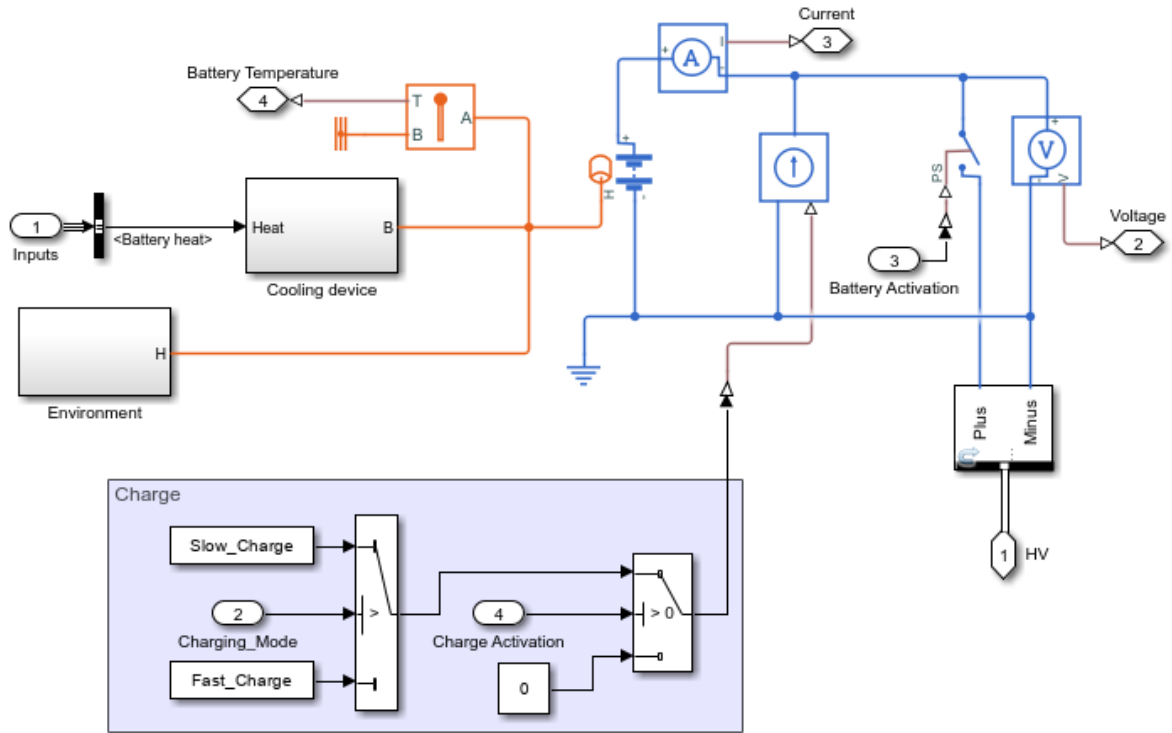 Current
3
I
+
A
-
Battery Temperature
4
T
B
A
+
-
H
PS
+
V
-
V
Voltage
2
1
Inputs
<Battery heat>
Heat
B
Cooling device
3
Battery Activation
H
Environment
Plus
Minus
1
HV
Charge
Slow_Charge
2
>
Charging_Mode
4
> 0
Charge Activation
Fast_Charge
0